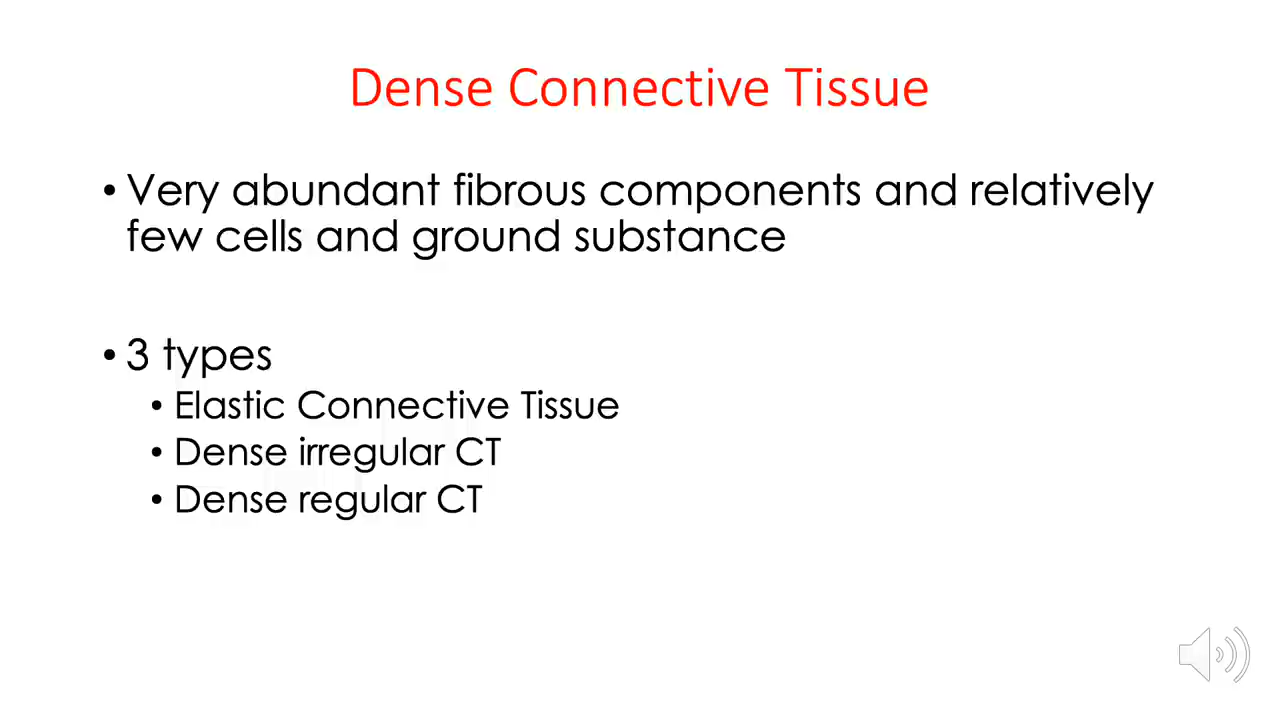 Dense Connective Tissue
• Very abundant fibrous components and relatively
few cells and ground substance
• 3 types
• Elastic Connective Tissue
• Dense irregular CT
• Dense regular CT